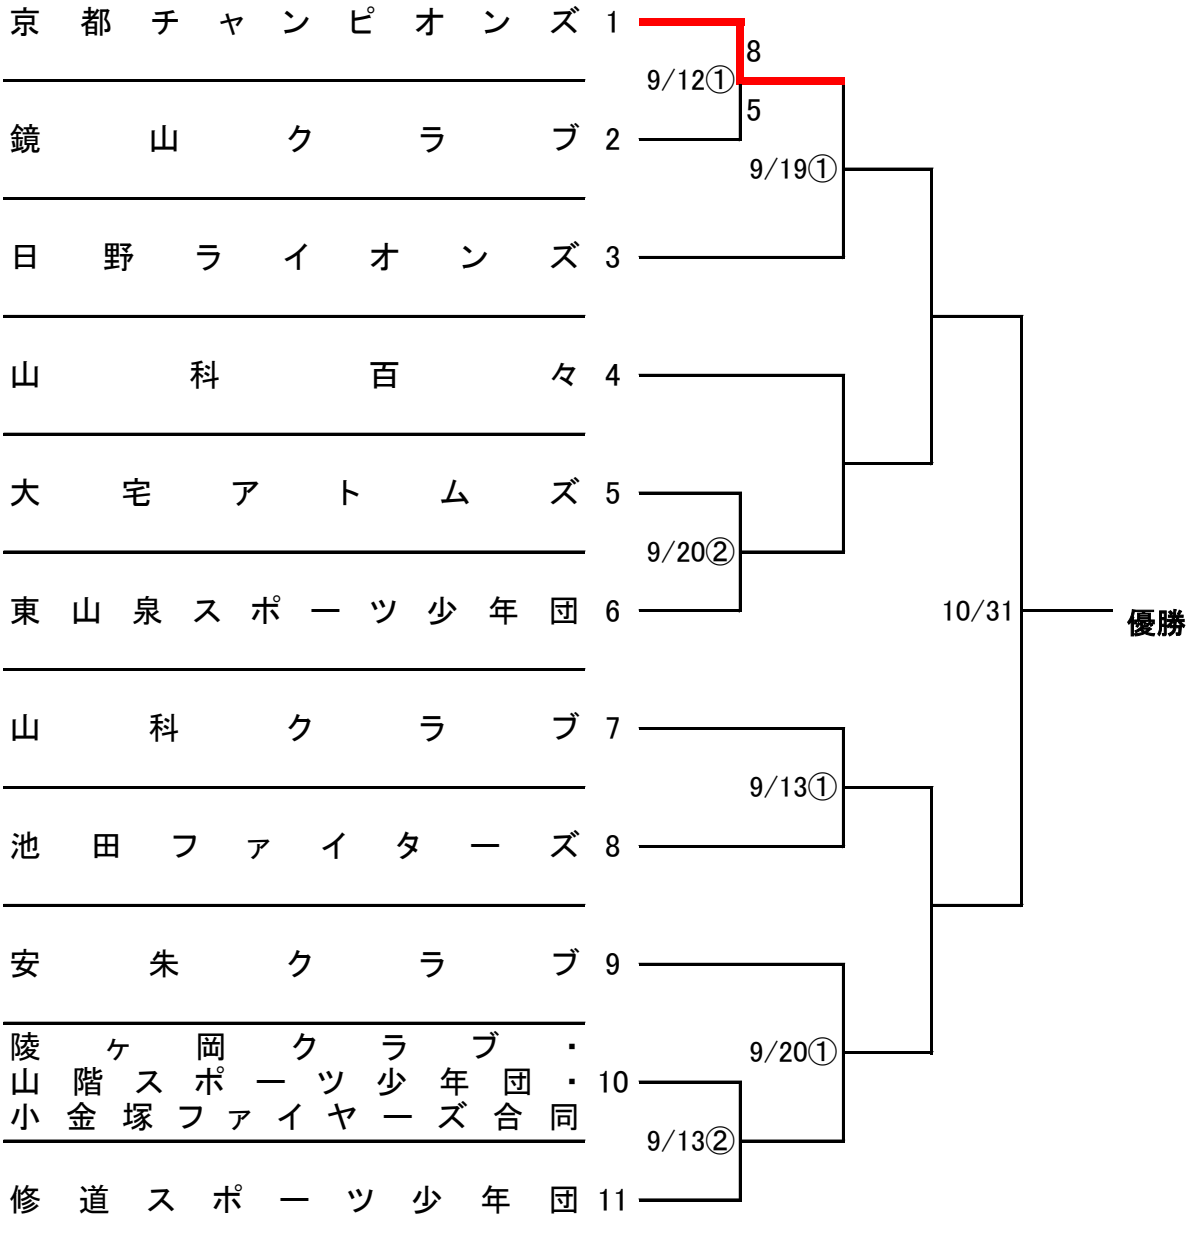 京都チャンピオンズ 1
8
9/12①
5
鏡山クラブ 2
9/19①
日野ライオンズ 3
山科百々 4
大宅アトムズ 5
9/20②
東山泉スポーツ少年団 6
10/31
優勝
山科クラブ 7
9/13①
池田ファイターズ 8
安朱クラブ 9
陵ヶ岡クラブ・
9/20①
山階スポーツ少年団・ 10
小金塚ファイヤーズ合同
9/13②
修道スポーツ少年団 11